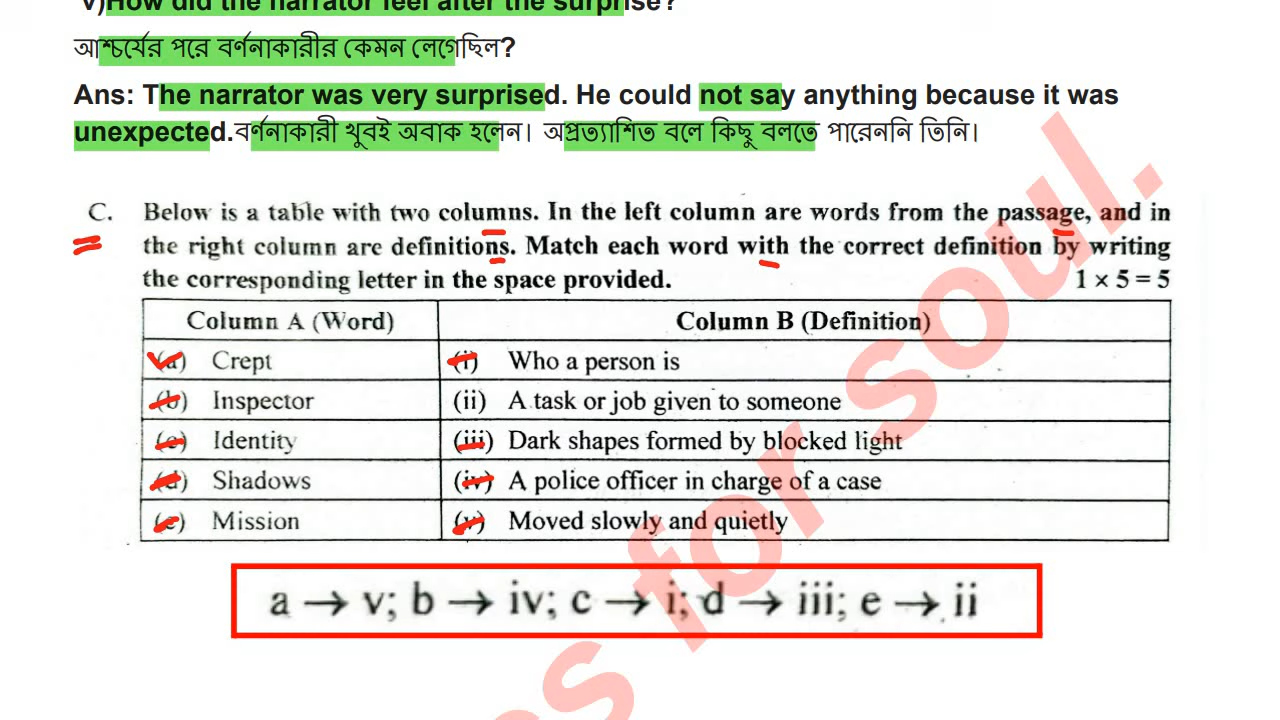 v)How did the narrator feel after the surprise?
আশ্চর্যের পরে বর্ণনাকারীর কেমন লেগেছিল?
Ans: The narrator was very surprised. He could not say anything because it was
unexpected.বর্ণনাকারী খুবই অবাক হলেন। অপ্রত্যাশিত বলে কিছু বলতে পারেননি তিনি।
C. Below is a table with two columns. In the left column are words from the passage, and in
the right column are definitions. Match each word with the correct definition by writing
the corresponding letter in the space provided. 1 × 5 = 5
Column A (Word) Column B (Definition)
(a) Crept (i) Who a person is
(b) Inspector (ii) A task or job given to someone
(c) Identity (iii) Dark shapes formed by blocked light
(d) Shadows (iv) A police officer in charge of a case
(e) Mission (v) Moved slowly and quietly
a → v; b → iv; c → i; d → iii; e → ii
es for soul.